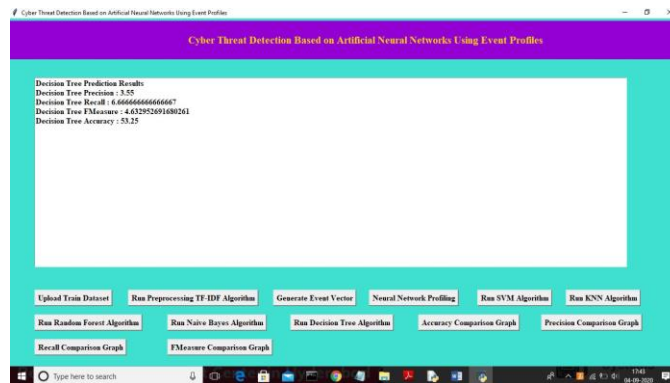 Cyber Threat Detection Based on Artificial Neural Networks Using Event Profiles
Cyber Threat Detection Based on Artificial Neural Networks Using Event Profiles
Decision Tree Prediction Results
Decision Tree Precision : 3.55
Decision Tree Recall : 6.666666666666667
Decision Tree FMeasure : 4.632952691680261
Decision Tree Accuracy : 53.25
Upload Train Dataset Run Preprocessing TF-IDF Algorithm Generate Event Vector Neural Network Profiling Run SVM Algorithm Run KNN Algorithm
Run Random Forest Algorithm Run Naive Bayes Algorithm Run Decision Tree Algorithm Accuracy Comparison Graph Precision Comparison Graph
Recall Comparison Graph FMeasure Comparison Graph
Type here to search
17:43
04-09-2020